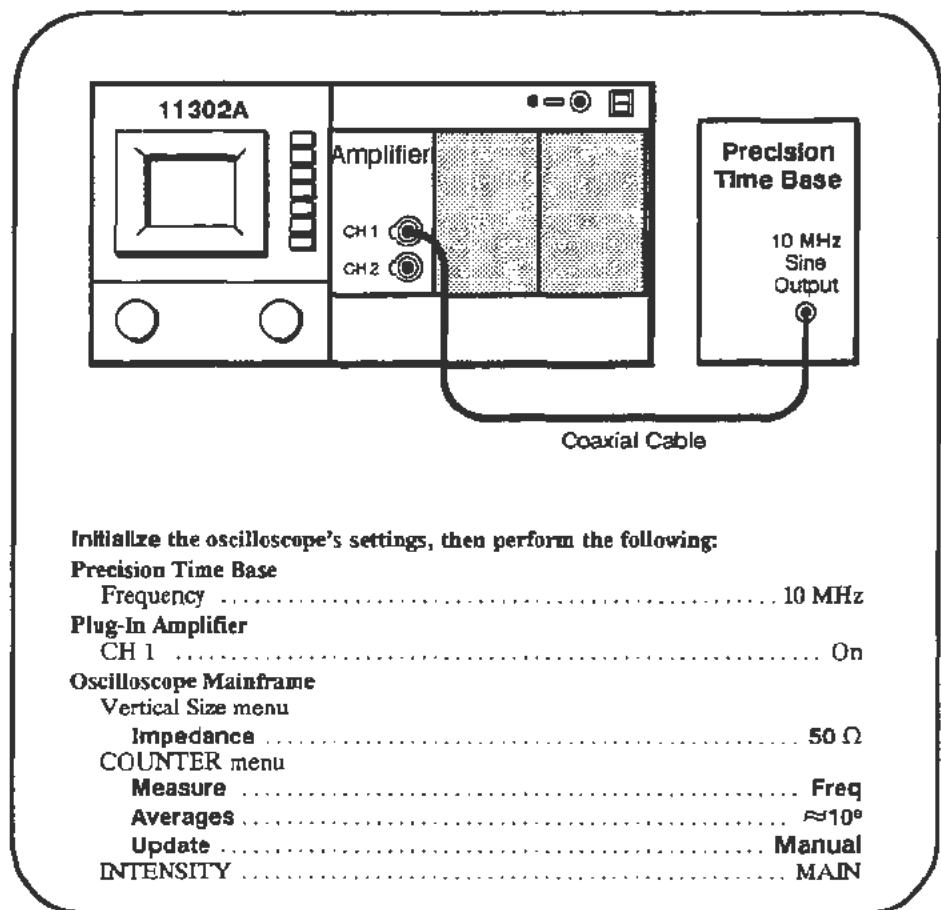 11302A
Amplifier
CH 1
CH 2
Precision
Time Base
10 MHz
Sine
Output
Coaxial Cable
Initialize the oscilloscope's settings, then perform the following:
Precision Time Base
Frequency ........................................ 10 MHz
Plug-In Amplifier
CH 1 ........................................ On
Oscilloscope Mainframe
Vertical Size menu
Impedance ........................................ 50 Ω
COUNTER menu
Measure ........................................ Freq
Averages ........................................
Update ........................................ Manual
INTENSITY ........................................ MAIN